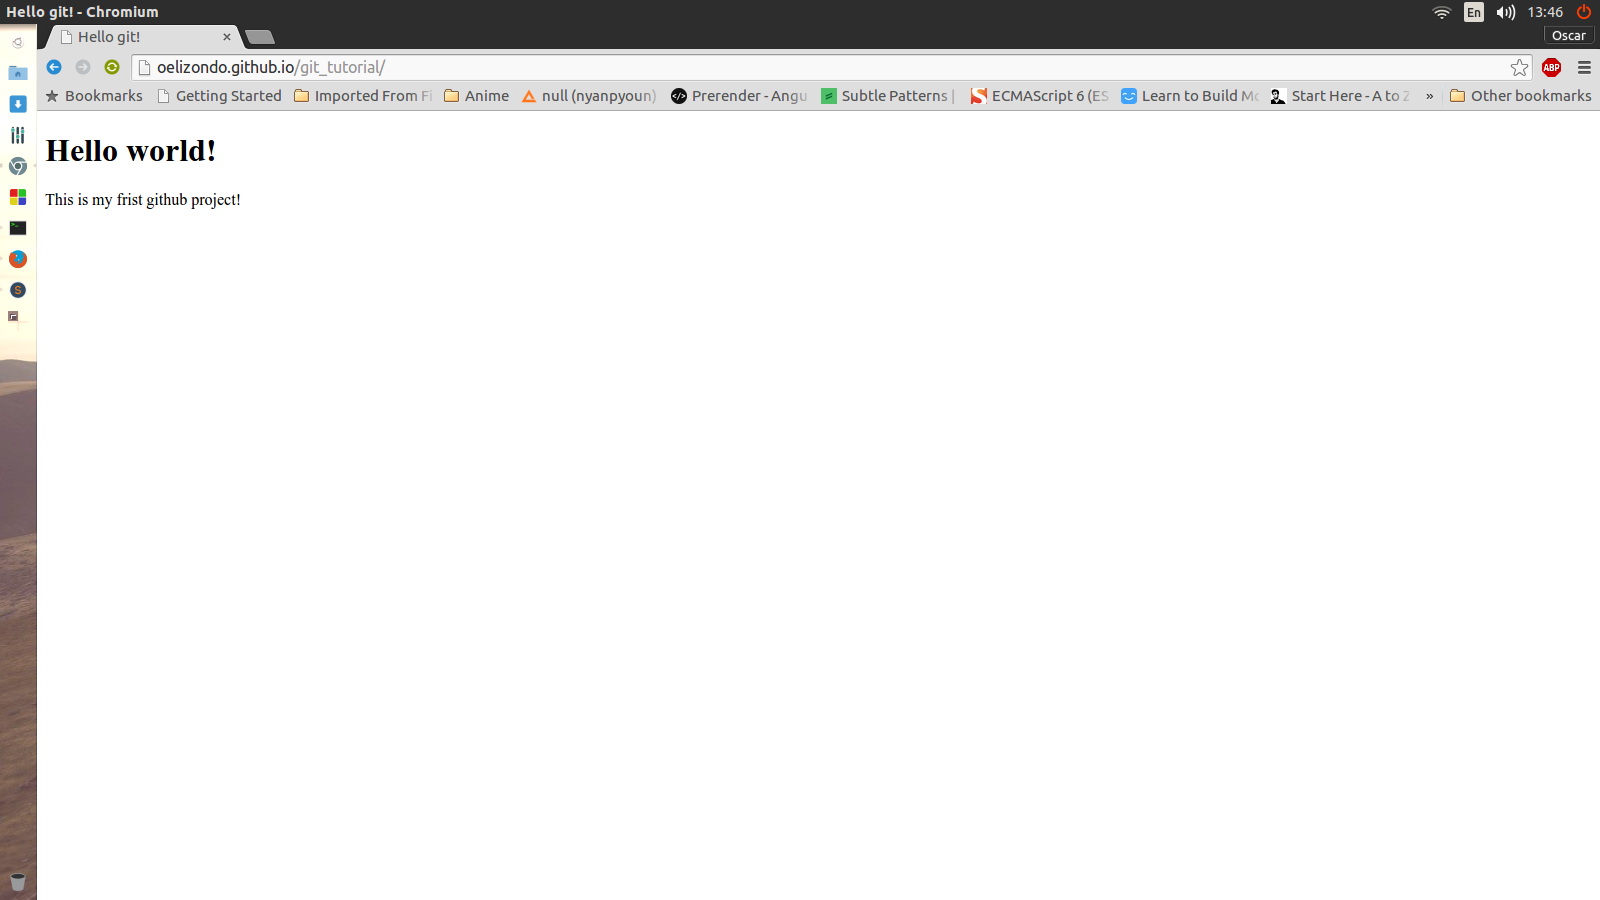 Hello git! - Chromium
En
13:46
Hello git!
Oscar
oelizondo.github.io/git_tutorial/
ABP
Bookmarks Getting Started Imported From Fi Anime null (nyanpyoun) Prerender - Angu Subtle Patterns | ECMAScript 6 (ES Learn to Build Mo Start Here - A to Z » Other bookmarks
Hello world!
This is my frist github project!